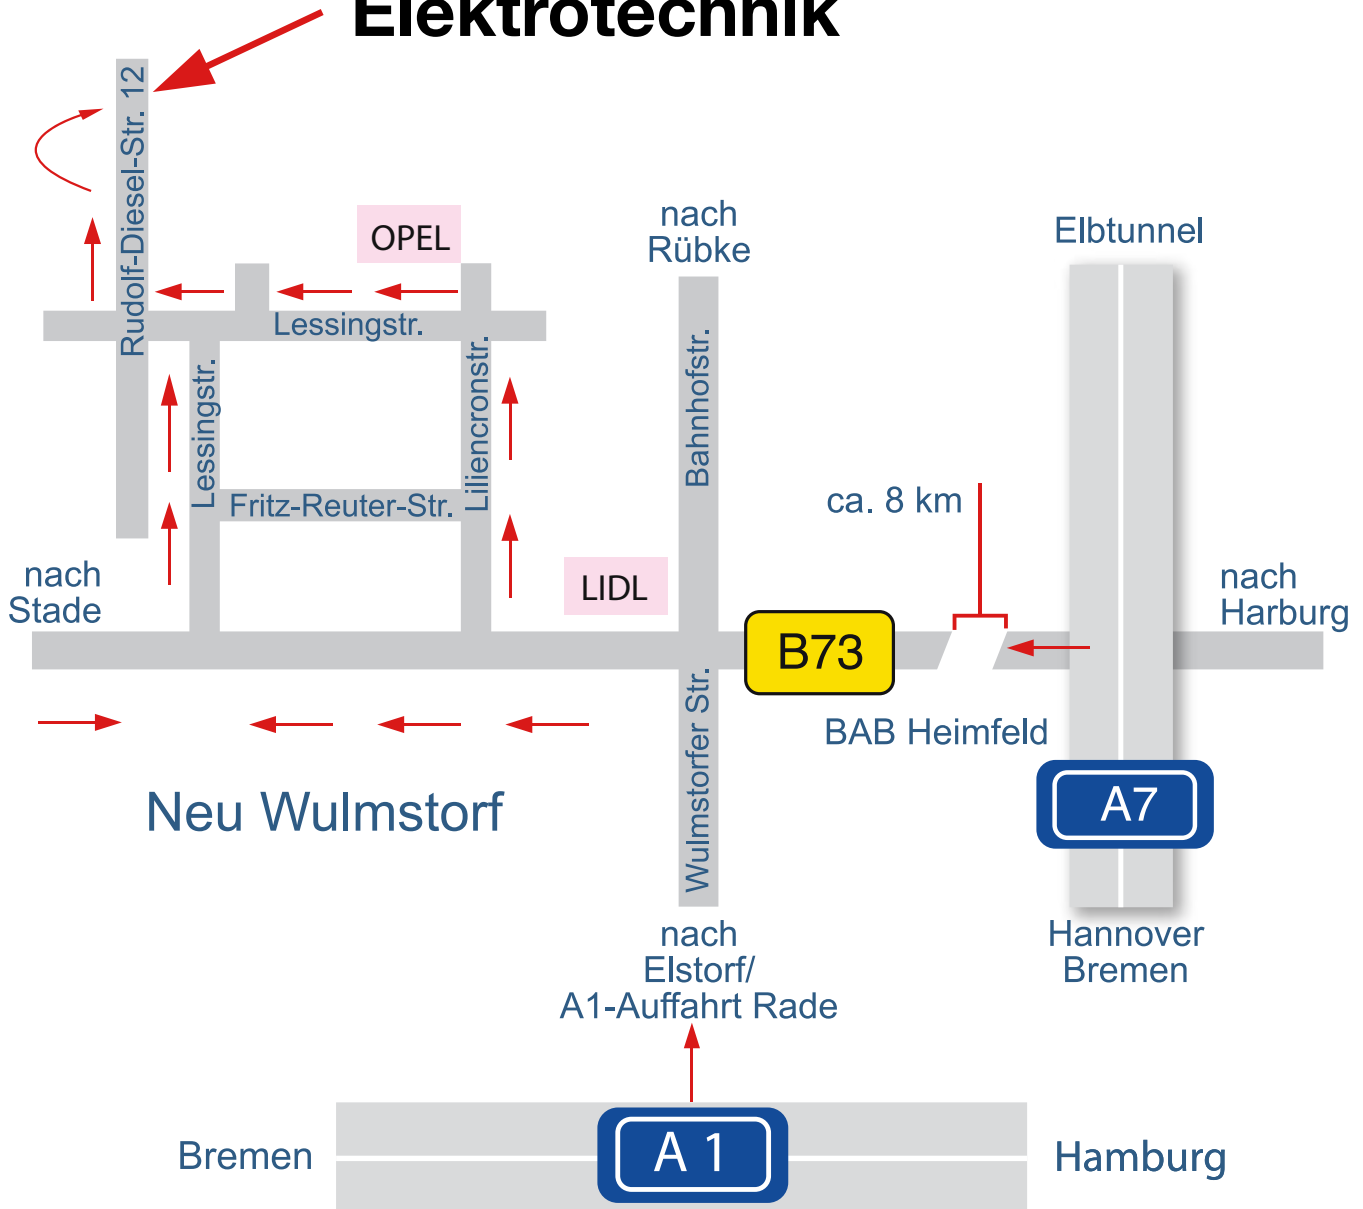 Elektrotechnik
Rudolf-Diesel-Str. 12
OPEL
nach
Rübke
Elbtunnel
Lessingstr.
Lessingstr.
Liliencronstr.
Bahnhofstr.
Fritz-Reuter-Str.
ca. 8 km
nach
Stade
LIDL
nach
Harburg
B73
BAB Heimfeld
Wulmstorfer Str.
Neu Wulmstorf
A7
nach
Elstorf/
A1-Auffahrt Rade
Hannover
Bremen
Bremen
A 1
Hamburg